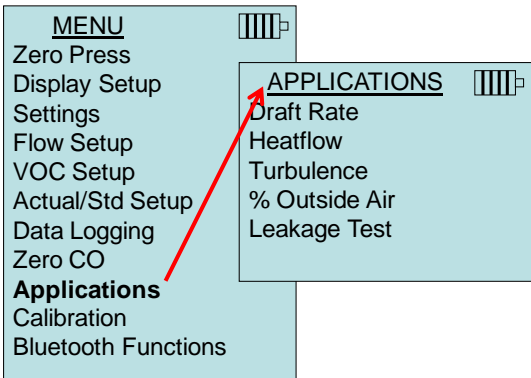 MENU
Zero Press
Display Setup
Settings
Flow Setup
VOC Setup
Actual/Std Setup
Data Logging
Zero CO
Applications
Calibration
Bluetooth Functions
APPLICATIONS
Draft Rate
Heatflow
Turbulence
% Outside Air
Leakage Test